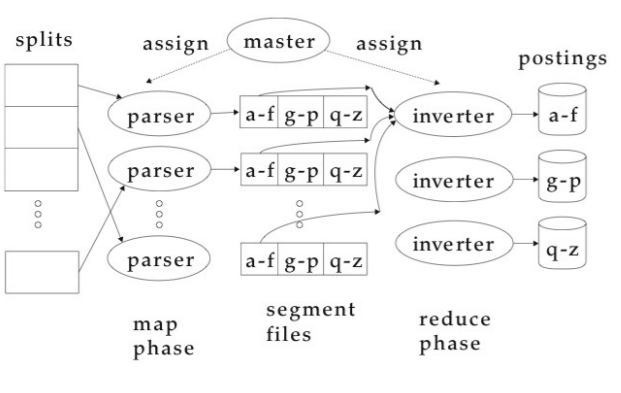 splits
assign
master
assign
postings
parser
a-f g-p q-z
inverter
a-f
parser
a-f g-p q-z
inverter
g-p
parser
a-f g-p q-z
inverter
q-z
map
phase
segment
files
reduce
phase